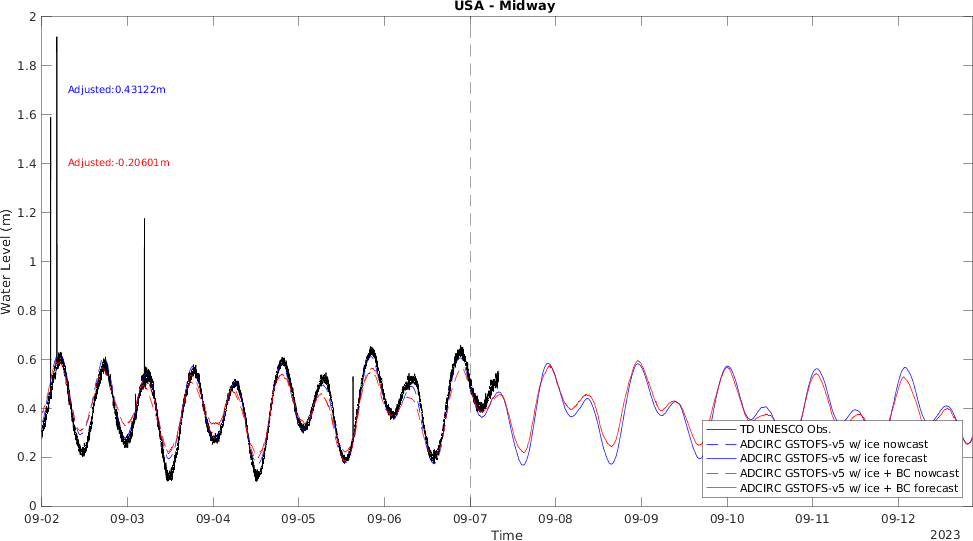 USA - Midway
2
1.8
1.6
1.4
1.2
1
0.8
0.6
0.4
0.2
0
Water Level (m)
Adjusted:0.43122m
Adjusted:-0.20601m
TD UNESCO Obs.
ADCIRC GSTOFS-v5 w/ ice nowcast
ADCIRC GSTOFS-v5 w/ ice forecast
ADCIRC GSTOFS-v5 w/ ice + BC nowcast
ADCIRC GSTOFS-v5 w/ ice + BC forecast
09-02 09-03 09-04 09-05 09-06 09-07 09-08 09-09 09-10 09-11 09-12
Time
2023